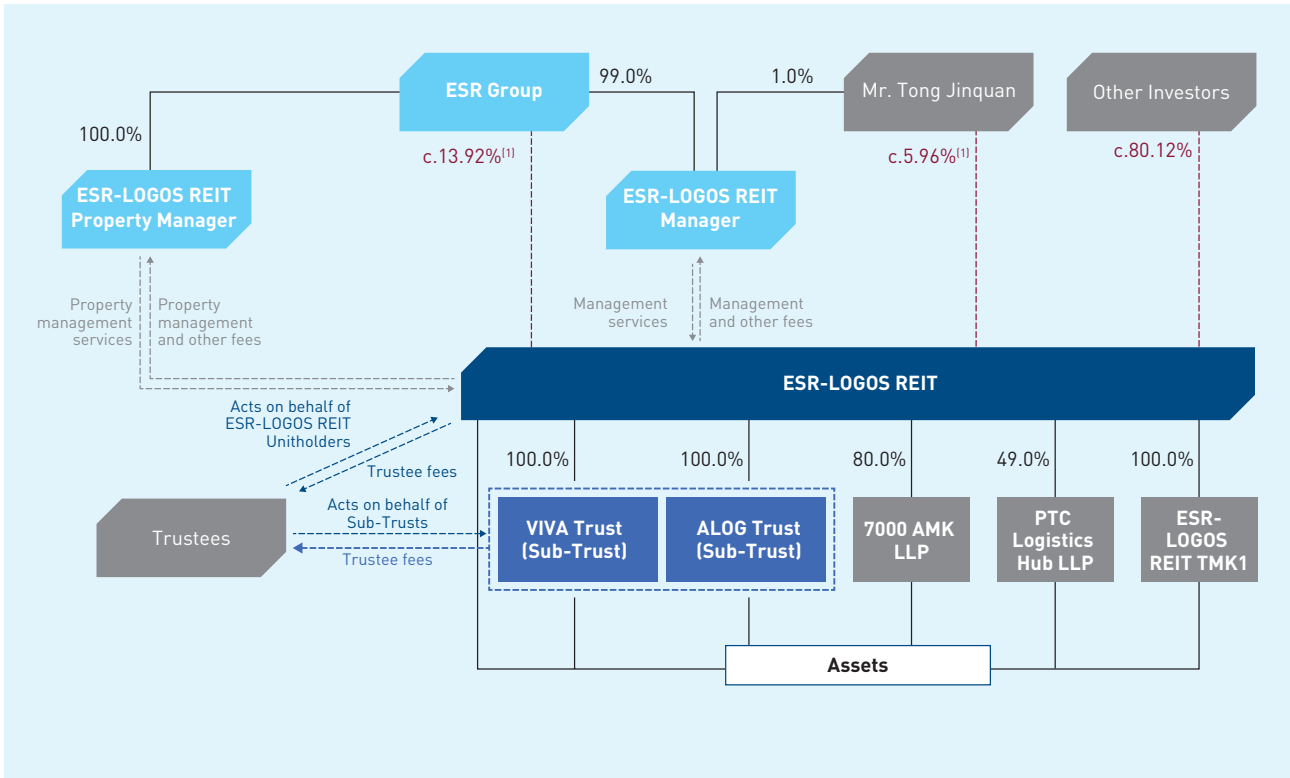 ESR Group
99.0%
1.0%
Mr. Tong Jinquan
Other Investors
100.0%
c.13.92%(1)
c.5.96%(1)
c.80.12%
ESR-LOGOS REIT
Property Manager
ESR-LOGOS REIT
Manager
Property
management
services
Property
management
and other fees
Management
services
Management
and other fees
ESR-LOGOS REIT
Acts on behalf of
ESR-LOGOS REIT
Unitholders
Trustee fees
100.0%
100.0%
80.0%
49.0%
100.0%
Trustees
Acts on behalf of
Sub-Trusts
Trustee fees
VIVA Trust
(Sub-Trust)
ALOG Trust
(Sub-Trust)
7000 AMK
LLP
PTC
Logistics
Hub LLP
ESR-
LOGOS
REIT TMK1
Assets